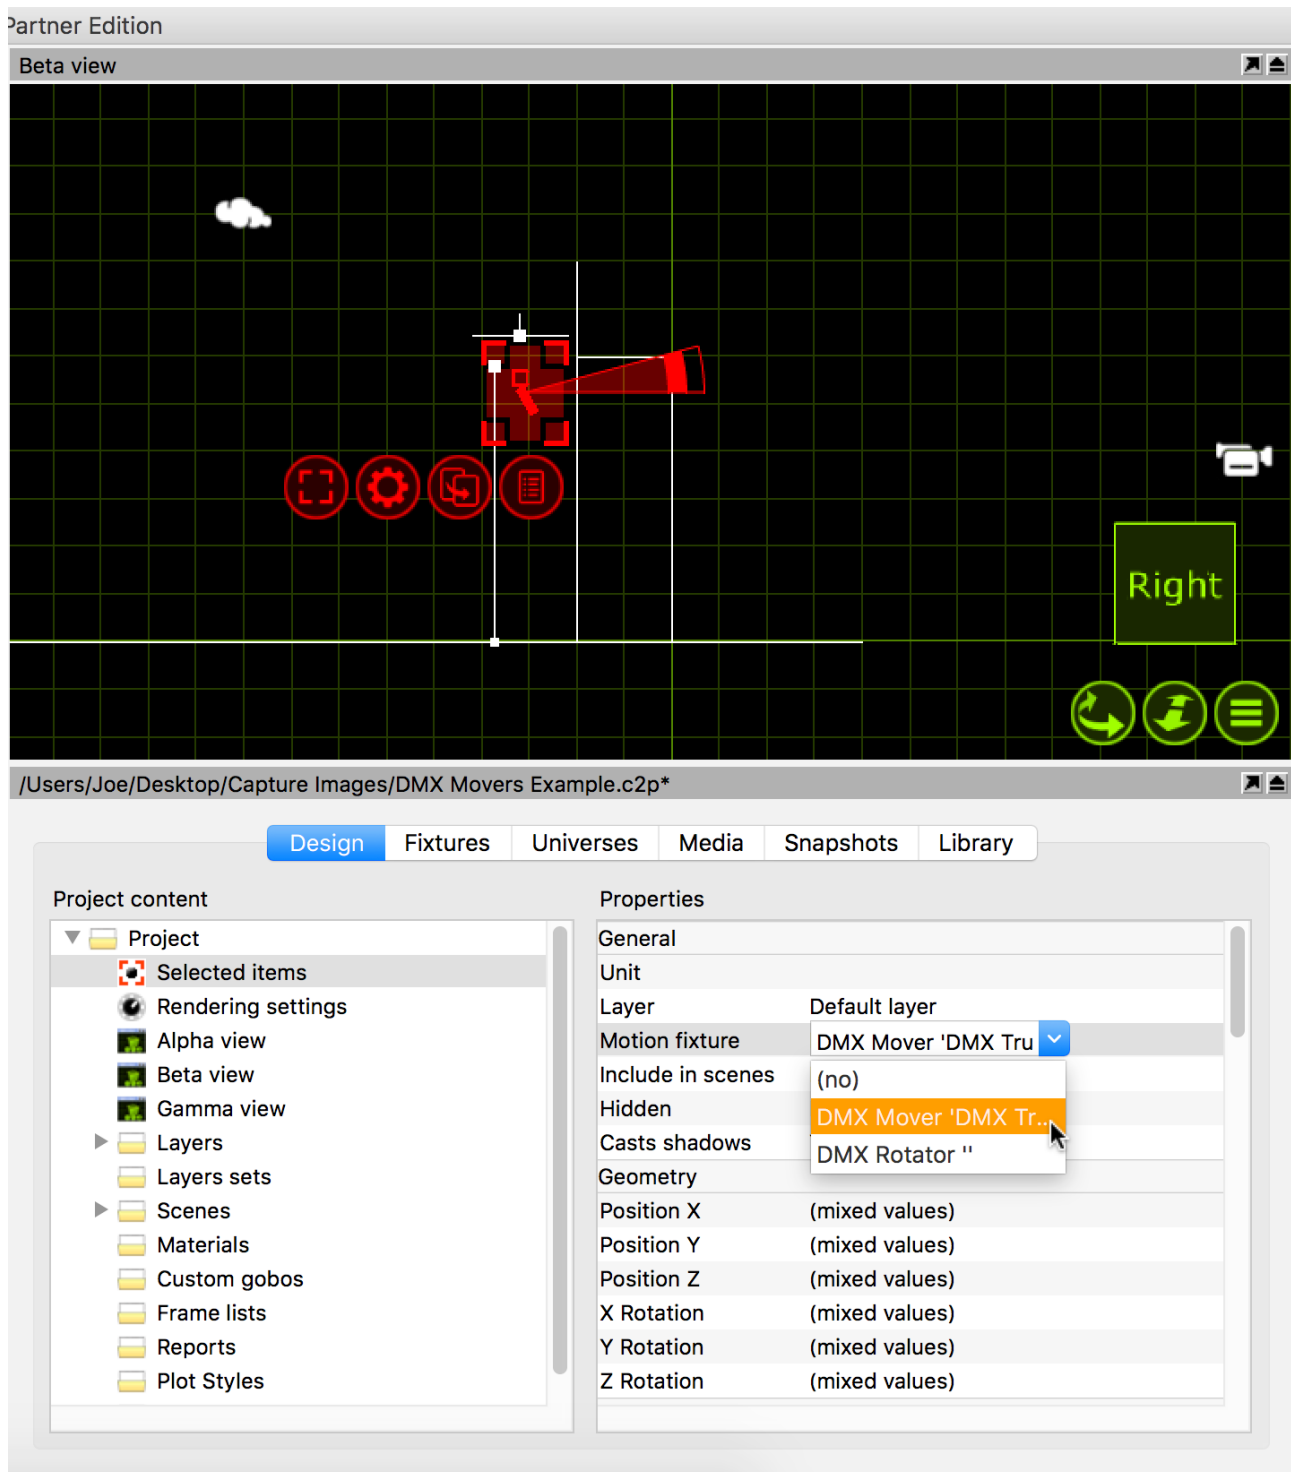 Partner Edition
Beta view
Right
/Users/Joe/Desktop/Capture Images/DMX Movers Example.c2p*
Design Fixtures Universes Media Snapshots Library
Project content
Project
Selected items
Rendering settings
Alpha view
Beta view
Gamma view
Layers
Layers sets
Scenes
Materials
Custom gobos
Frame lists
Reports
Plot Styles
Properties
General
Unit
Layer Default layer
Motion fixture DMX Mover 'DMX Tru
(no)
DMX Mover 'DMX Tr...
DMX Rotator ''
Include in scenes
Hidden
Casts shadows
Geometry
Position X (mixed values)
Position Y (mixed values)
Position Z (mixed values)
X Rotation (mixed values)
Y Rotation (mixed values)
Z Rotation (mixed values)